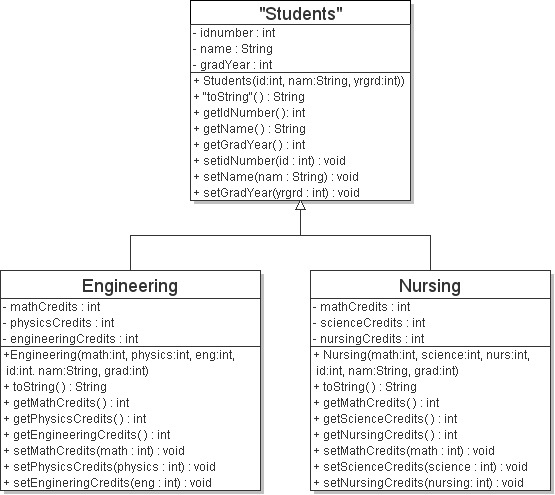 "Students"
- idnumber : int
- name : String
- gradYear : int
+ Students(id:int, nam:String, yrgrd:int))
+ "toString"() : String
+ getIdNumber(): int
+ getName() : String
+ getGradYear() : int
+ setidNumber(id : int) : void
+ setName(nam : String) : void
+ setGradYear(yrgrd : int) : void
Engineering
- mathCredits : int
- physicsCredits : int
- engineeringCredits : int
+Engineering(math:int, physics:int, eng:int,
id:int. nam:String, grad:int)
+ toString() : String
+ getMathCredits() : int
+ getPhysicsCredits() : int
+ getEngineeringCredits() : int
+ setMathCredits(math : int) : void
+ setPhysicsCredits(physics : int) : void
+ setEngineringCredits(eng : int) : void
Nursing
- mathCredits : int
- scienceCredits : int
- nursingCredits : int
+ Nursing(math:int, science:int, nurs:int,
id:int, nam:String, grad:int)
+ toString() : String
+ getMathCredits() : int
+ getScienceCredits() : int
+ getNursingCredits() : int
+ setMathCredits(math : int) : void
+ setScienceCredits(science : int) : void
+ setNursingCredits(nursing: int) : void